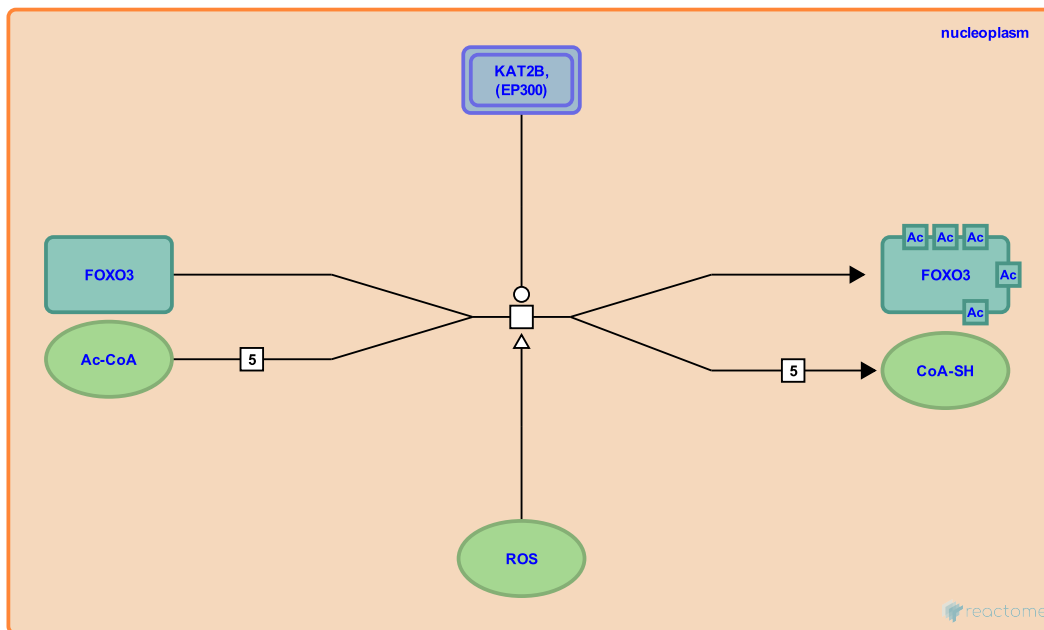 nucleoplasm
KAT2B,
(EP300)
Ac Ac Ac
FOXO3
FOXO3
Ac
Ac
Ac-CoA
5
5
CoA-SH
ROS
reactome